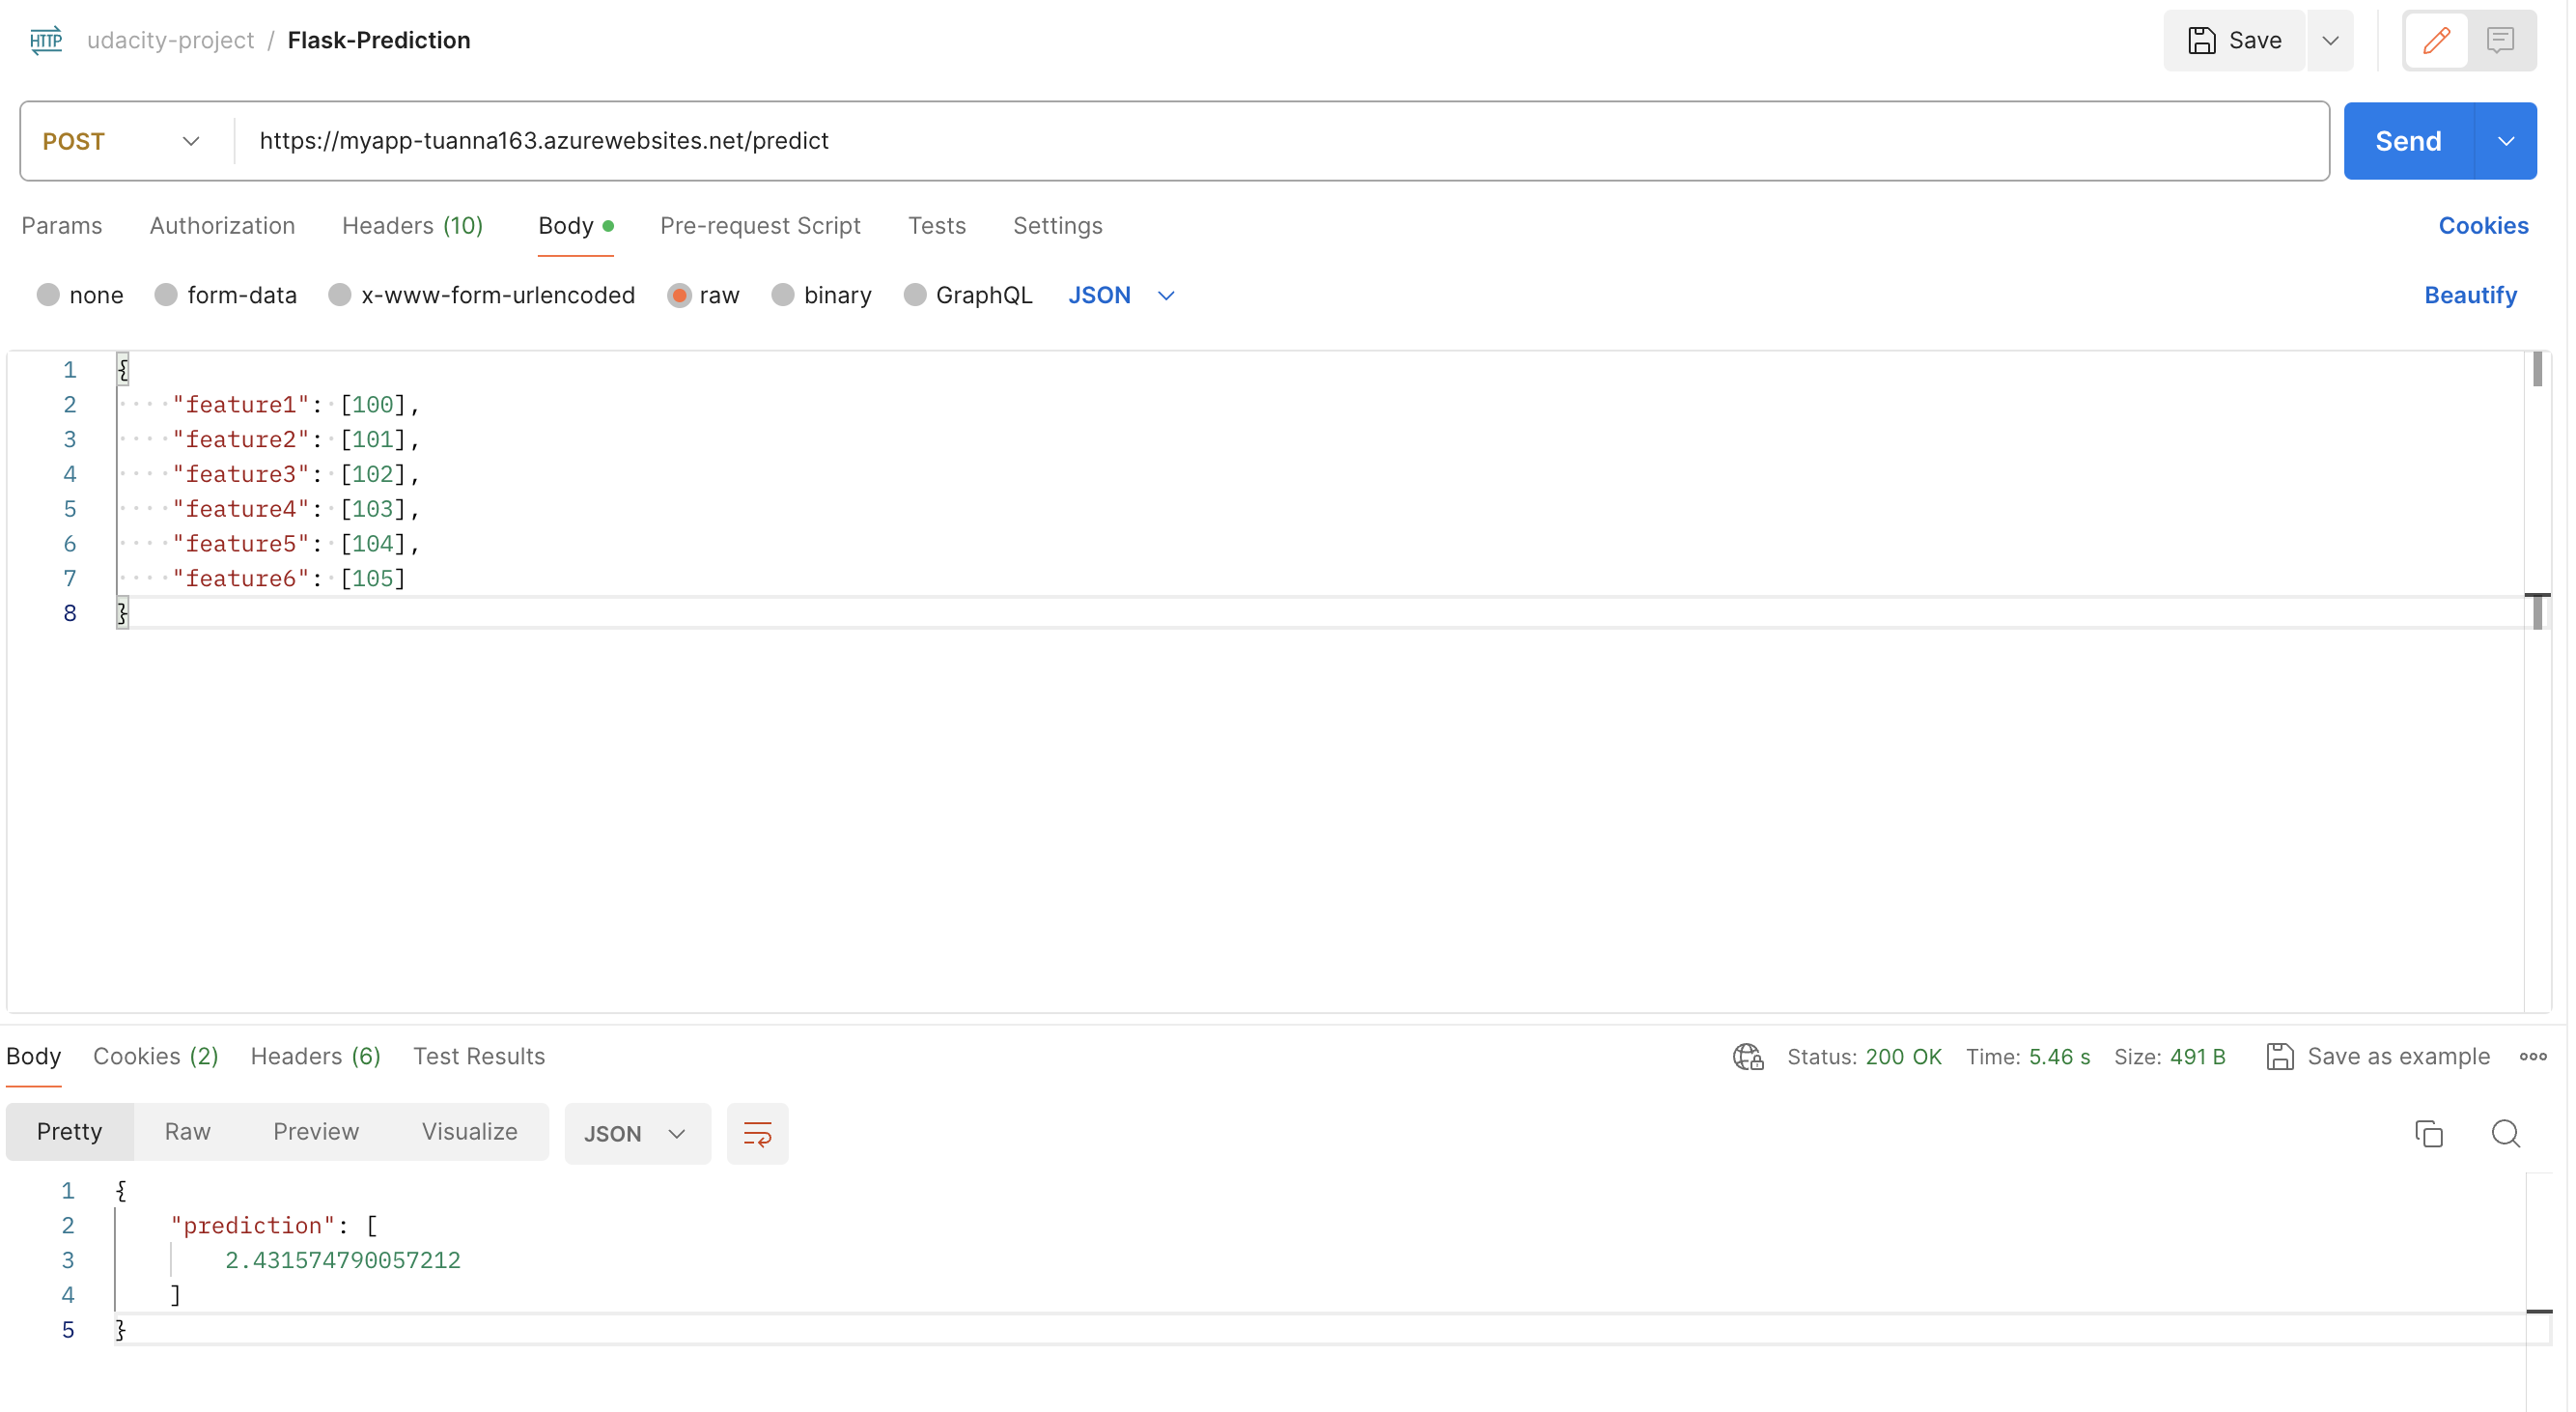 HTTP udacity-project / Flask-Prediction Save
POST https://myapp-tuanna163.azurewebsites.net/predict Send
Params Authorization Headers (10) Body Pre-request Script Tests Settings Cookies
none form-data x-www-form-urlencoded raw binary GraphQL JSON Beautify
1 {
2 "feature1": [100],
3 "feature2": [101],
4 "feature3": [102],
5 "feature4": [103],
6 "feature5": [104],
7 "feature6": [105]
8 }
Body Cookies (2) Headers (6) Test Results Status: 200 OK Time: 5.46 s Size: 491 B Save as example
Pretty Raw Preview Visualize JSON
1 {
2 "prediction": [
3 2.431574790057212
4 ]
5 }